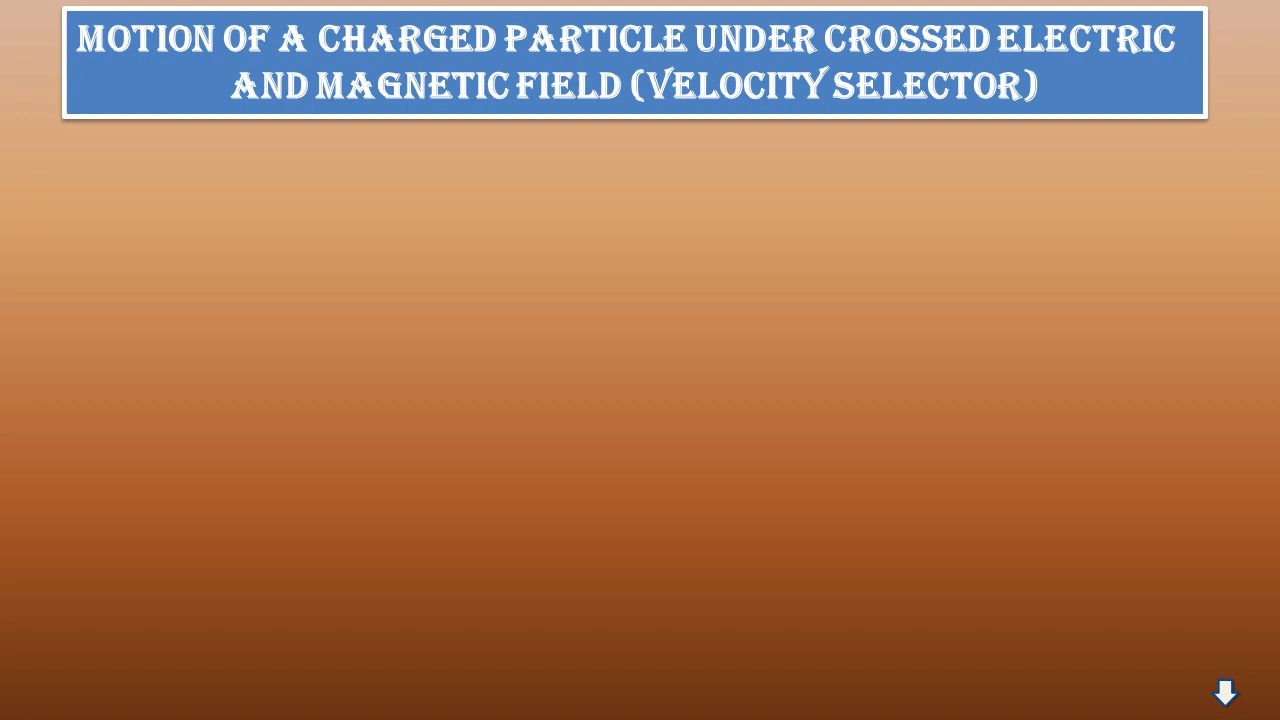 MOTION OF A CHARGED PARTICLE UNDER CROSSED ELECTRIC
AND MAGNETIC FIELD (VELOCITY SELECTOR)